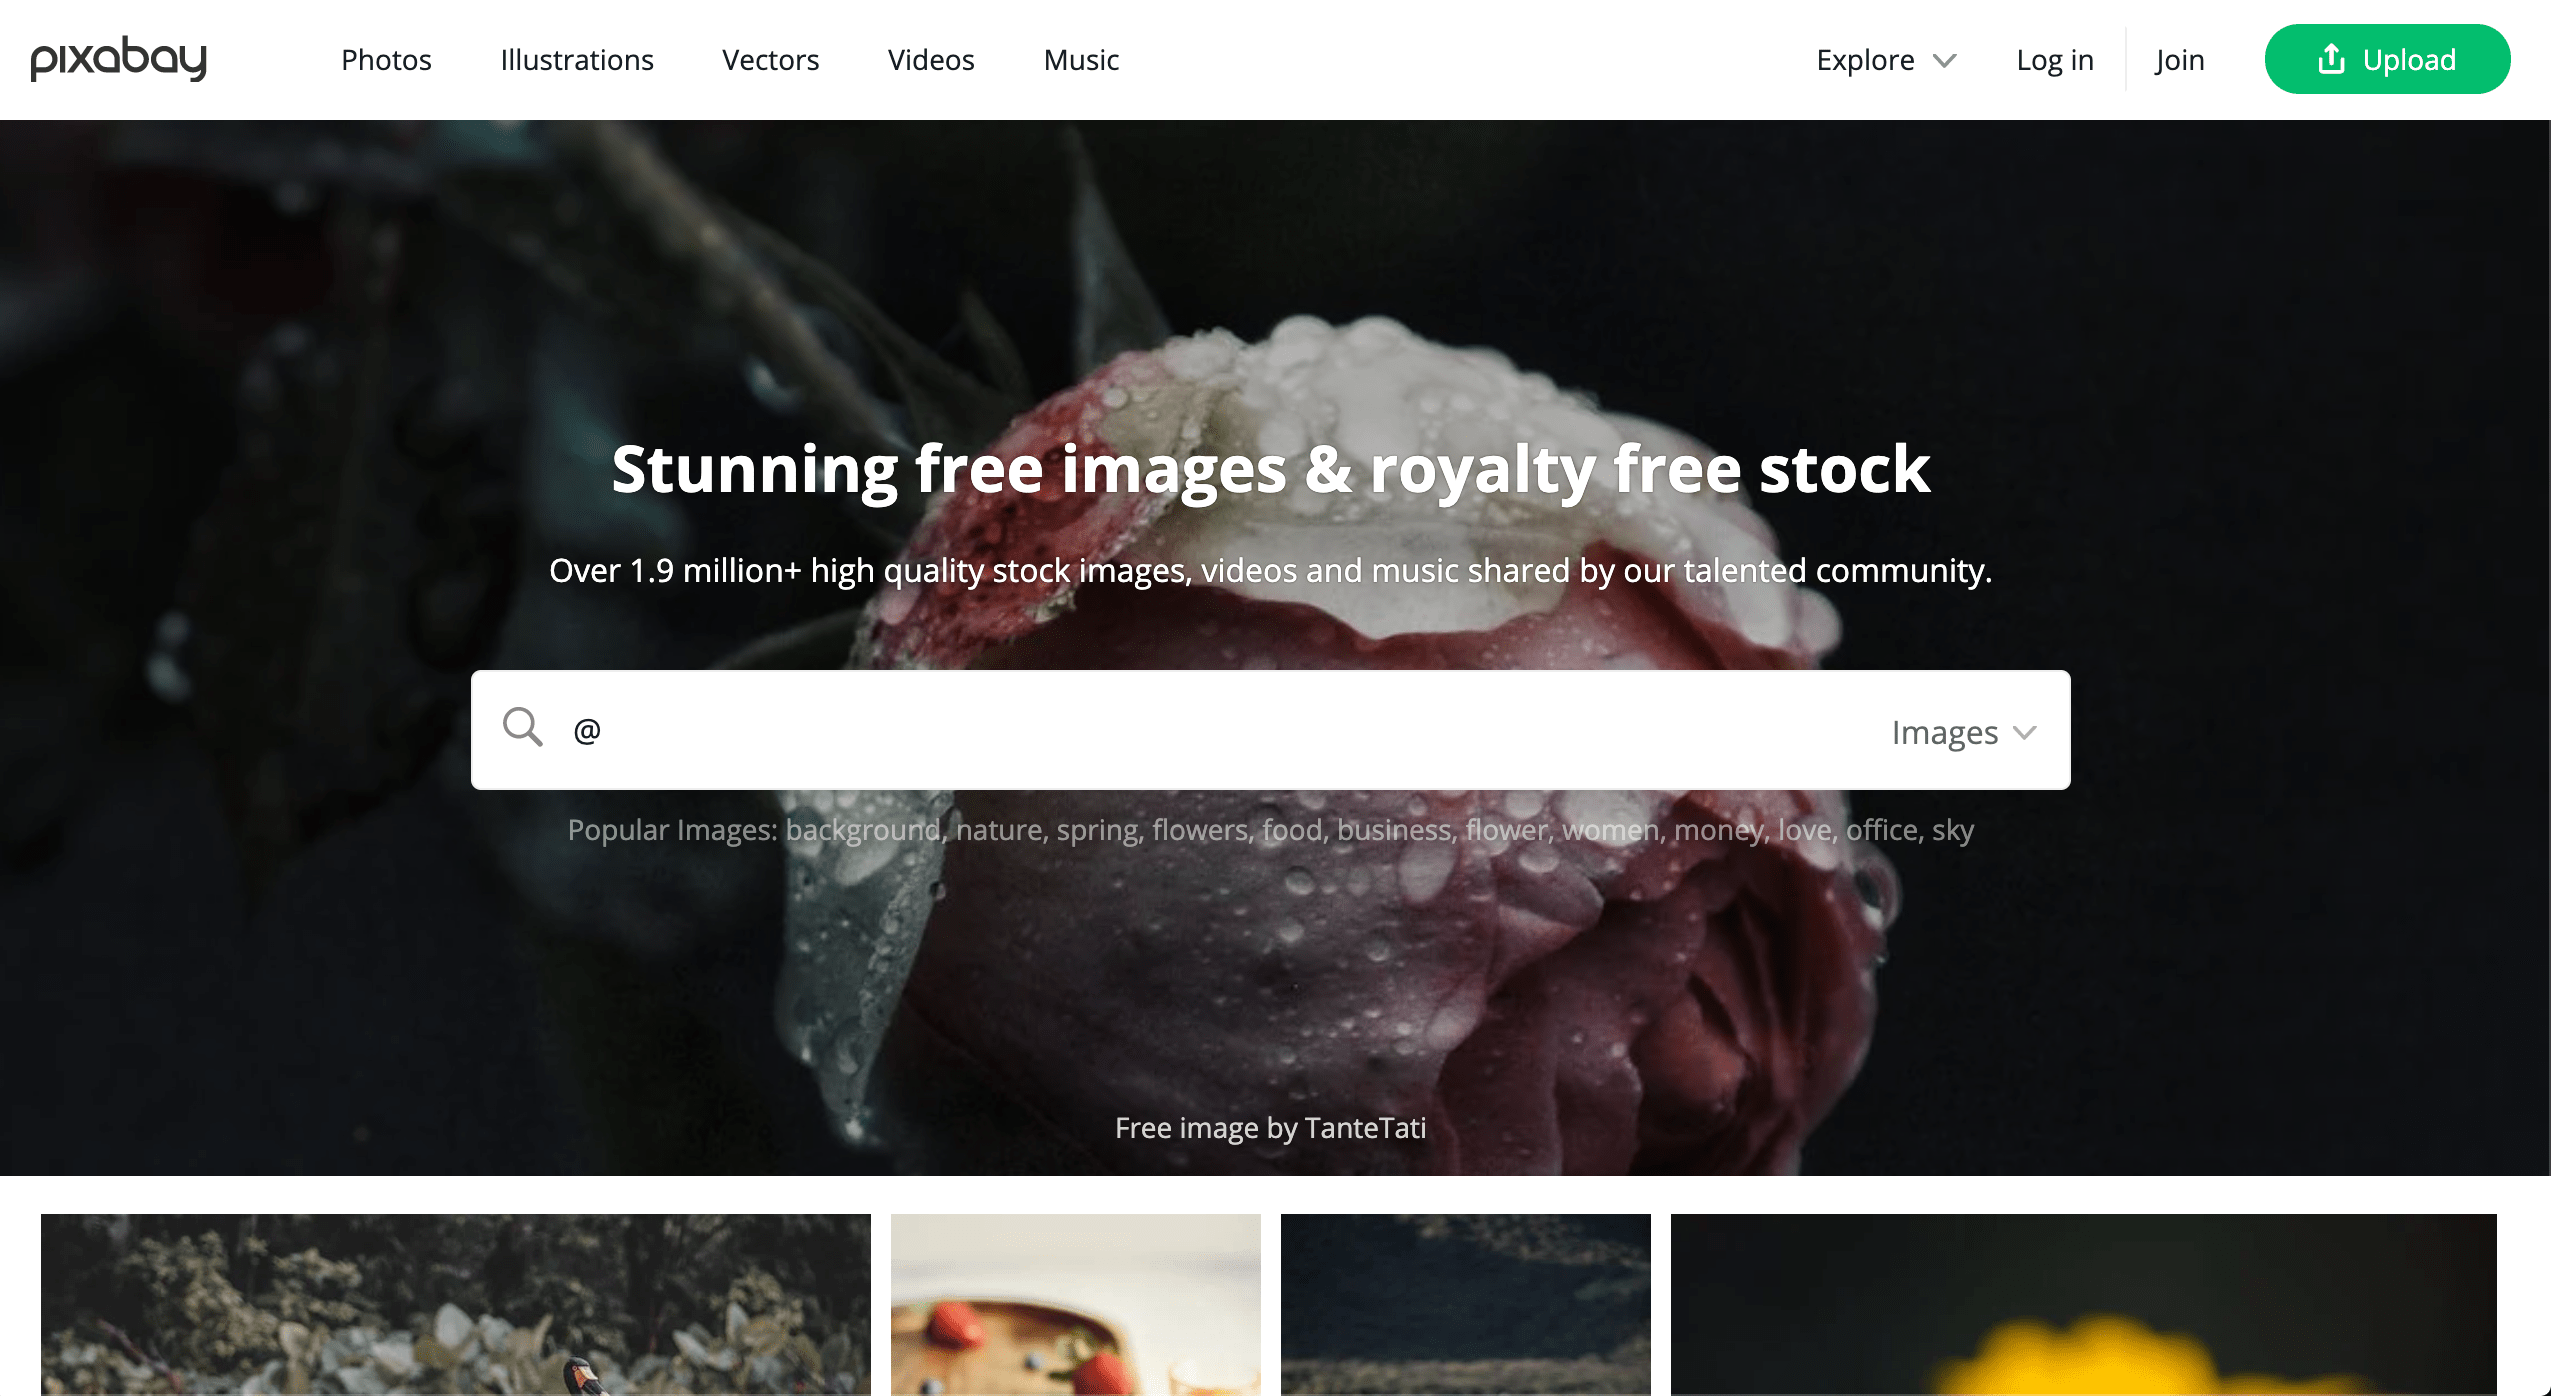 pixabay
Photos Illustrations Vectors Videos Music Explore Log in Join Upload
Stunning free images & royalty free stock
Over 1.9 million+ high quality stock images, videos and music shared by our talented community.
@ Images
Popular Images: background, nature, spring, flowers, food, business, flower, women, money, love, office, sky
Free image by TanteTati